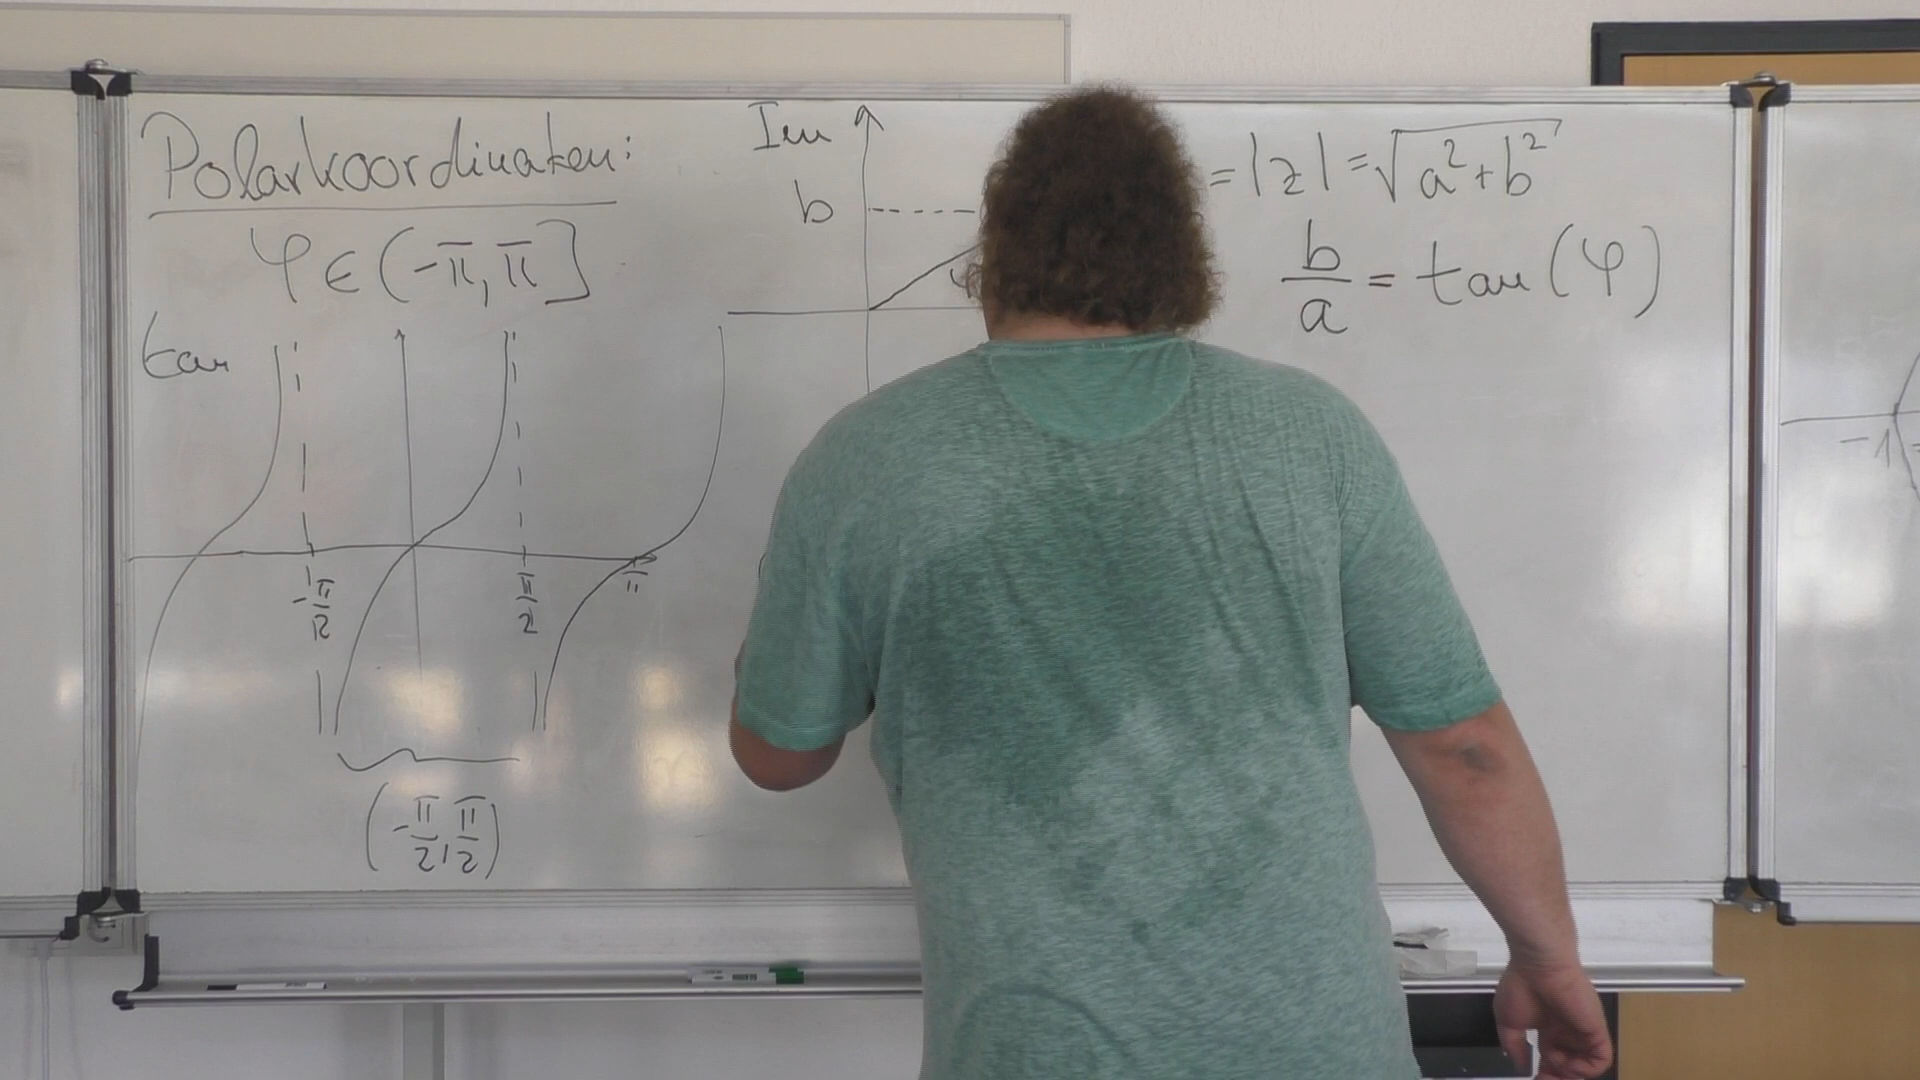 Polarkoordinaten:
φ ∈ (-π, π]
tan
-π/2
π/2
π
(-π/2, π/2)
Im
b
φ
= |z| = √(a² + b²)
b/a = tan(φ)
-1